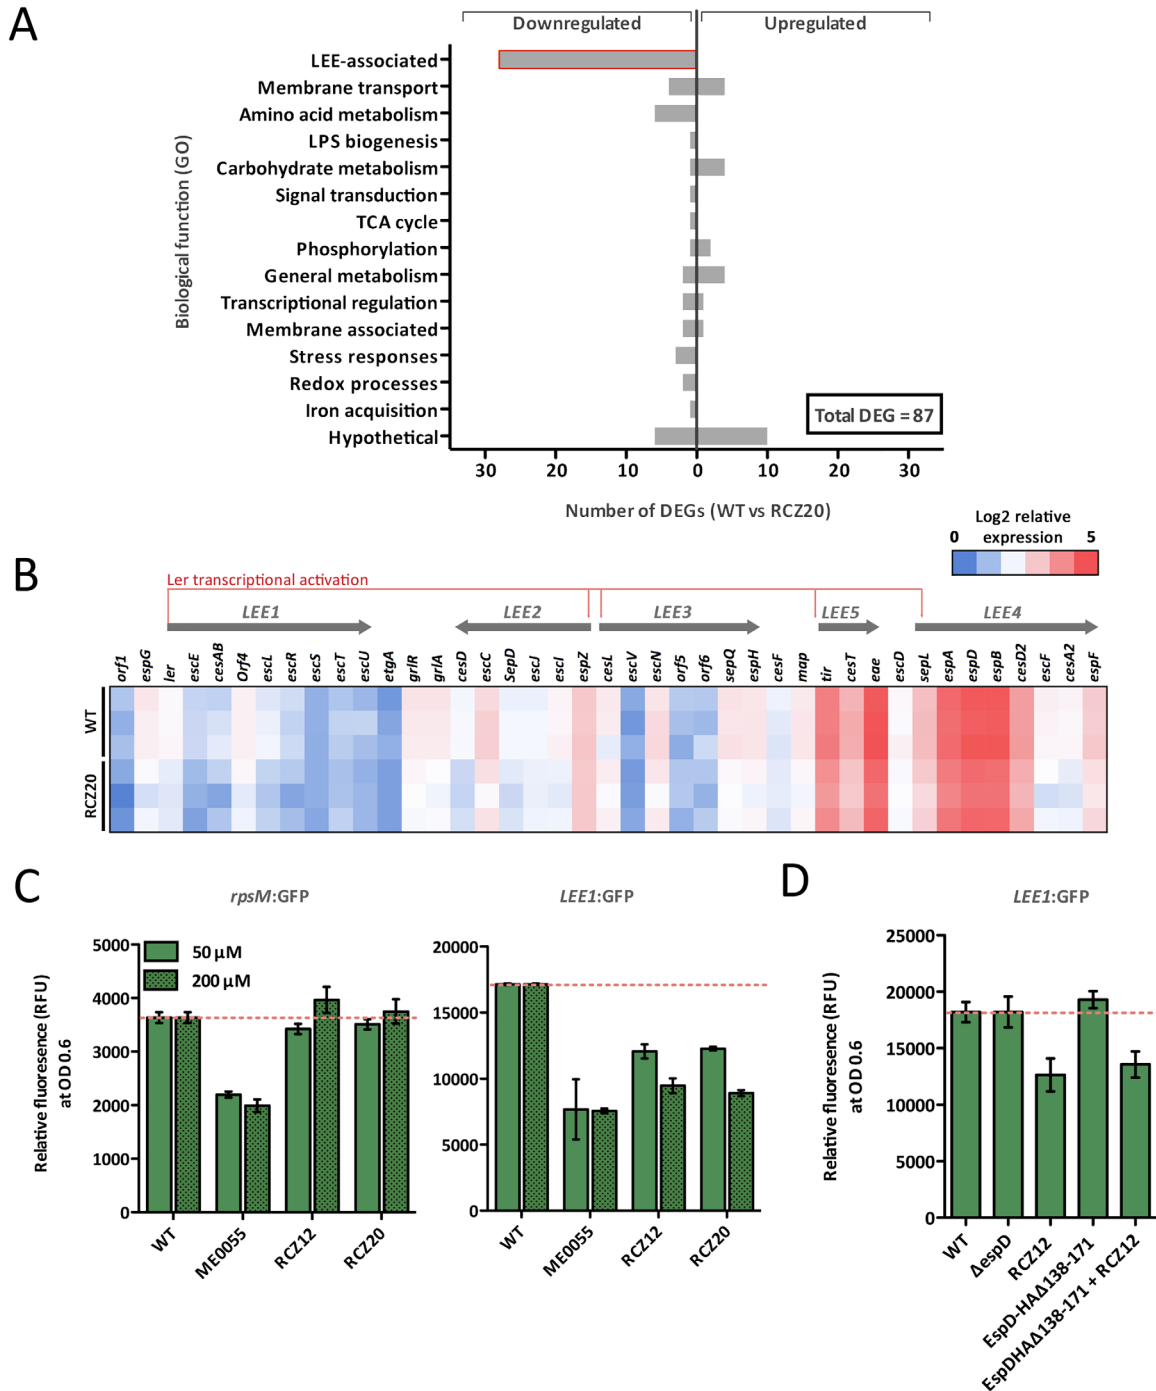 A
Downregulated
Upregulated
Biological function (GO)
LEE-associated
Membrane transport
Amino acid metabolism
LPS biogenesis
Carbohydrate metabolism
Signal transduction
TCA cycle
Phosphorylation
General metabolism
Transcriptional regulation
Membrane associated
Stress responses
Redox processes
Iron acquisition
Hypothetical
Total DEG = 87
30 20 10 0 10 20 30
Number of DEGs (WT vs RCZ20)
Log2 relative
expression
0 5
B
Ler transcriptional activation
LEE1 LEE2 LEE3 LEE5 LEE4
orf1 espG ler escE cesAB Orf4 escL escR escS escT escU etgA grlR grlA cesD escC SepD escJ escI espZ cesL escV escN orf5 orf6 sepQ espH cesF map tir cesT eae escD sepL espA espD espB cesD2 escF cesA2 espF
WT
RCZ20
C
rpsM:GFP
Relative fluoresence (RFU)
at OD 0.6
5000
4000
3000
2000
1000
0
50 µM
200 µM
WT ME0055 RCZ12 RCZ20
LEE1:GFP
20000
15000
10000
5000
0
WT ME0055 RCZ12 RCZ20
D
LEE1:GFP
Relative fluoresence (RFU)
at OD 0.6
25000
20000
15000
10000
5000
0
WT ΔespD RCZ12 EspD-HAΔ138-171 EspDHAΔ138-171 + RCZ12